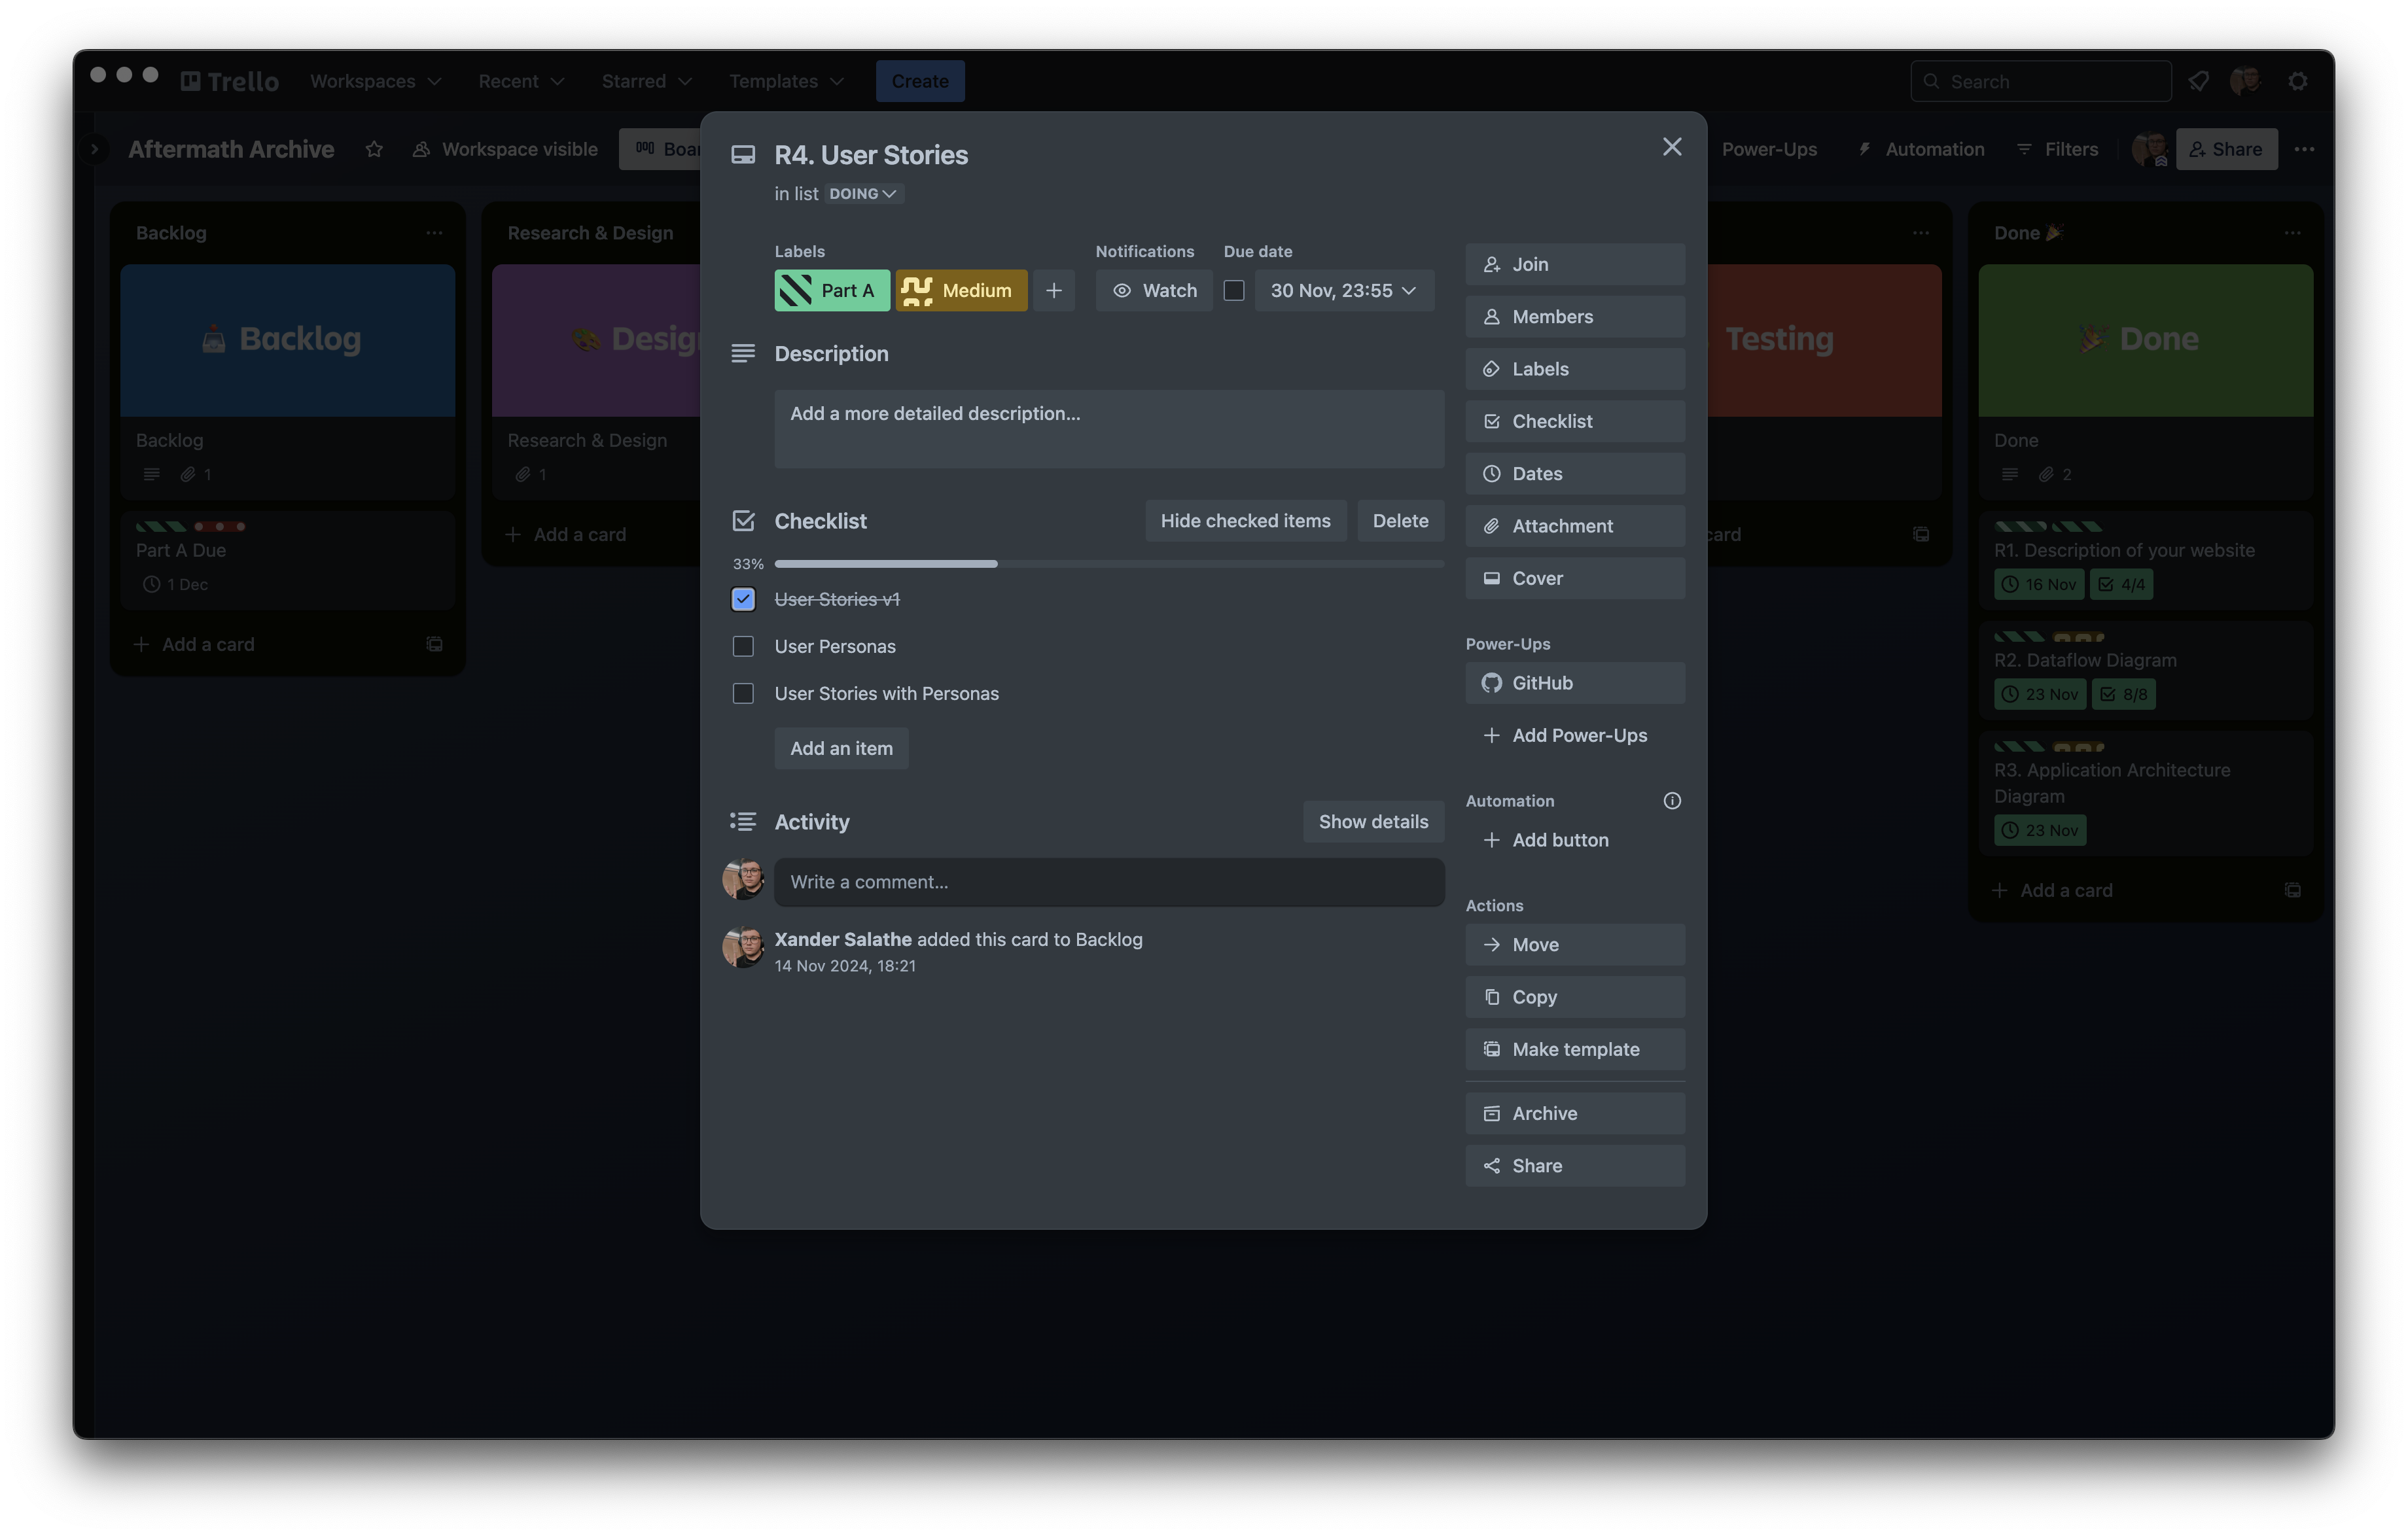 Trello
Workspaces
Recent
Starred
Templates
Create
Search
Aftermath Archive
Workspace visible
Power-Ups
Automation
Filters
Share
Backlog
Backlog
Backlog
1
Part A Due
1 Dec
Add a card
Research & Design
Research & Design
1
Add a card
R4. User Stories
in list DOING
Labels
Part A
Medium
Notifications
Watch
Due date
30 Nov, 23:55
Description
Add a more detailed description...
Checklist
Hide checked items
Delete
33%
User Stories v1
User Personas
User Stories with Personas
Add an item
Activity
Show details
Write a comment...
Xander Salathe added this card to Backlog
14 Nov 2024, 18:21
Join
Members
Labels
Checklist
Dates
Attachment
Cover
Power-Ups
GitHub
Add Power-Ups
Automation
Add button
Actions
Move
Copy
Make template
Archive
Share
Testing
card
Done
Done
Done
2
R1. Description of your website
16 Nov
4/4
R2. Dataflow Diagram
23 Nov
8/8
R3. Application Architecture
Diagram
23 Nov
Add a card